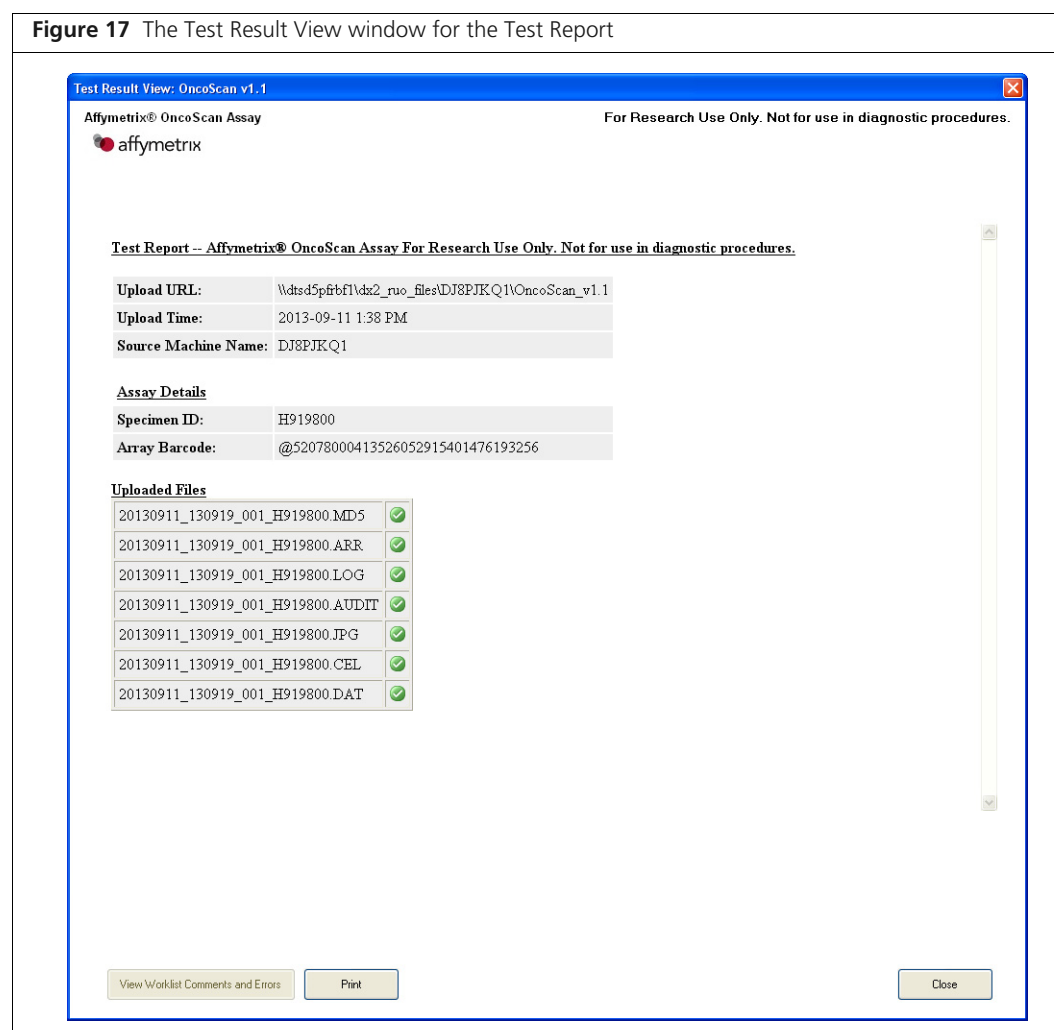 Figure 17 The Test Result View window for the Test Report
Test Result View: OncoScan v1.1
Affymetrix® OncoScan Assay
For Research Use Only. Not for use in diagnostic procedures.
affymetrix
Test Report -- Affymetrix® OncoScan Assay For Research Use Only. Not for use in diagnostic procedures.
Upload URL: \\dtsd5pfrbf1\dx2_ruo_files\DJ8PJKQ1\OncoScan_v1.1
Upload Time: 2013-09-11 1:38 PM
Source Machine Name: DJ8PJKQ1
Assay Details
Specimen ID: H919800
Array Barcode: @52078000413526052915401476193256
Uploaded Files
20130911_130919_001_H919800.MD5
20130911_130919_001_H919800.ARR
20130911_130919_001_H919800.LOG
20130911_130919_001_H919800.AUDIT
20130911_130919_001_H919800.JPG
20130911_130919_001_H919800.CEL
20130911_130919_001_H919800.DAT
View Worklist Comments and Errors
Print
Close